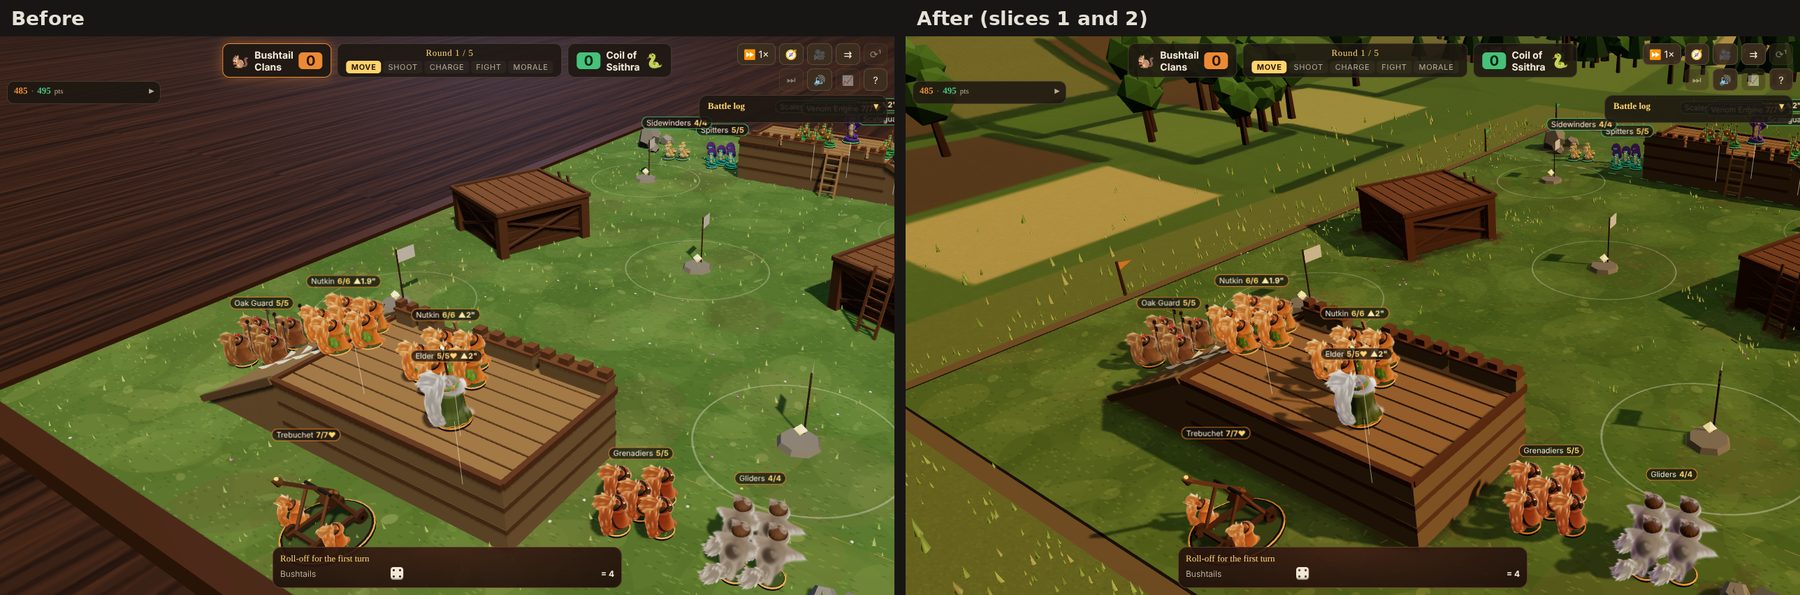 Before
Bushtail Clans 0
Round 1 / 5
MOVE SHOOT CHARGE FIGHT MORALE
0 Coil of Ssithra
1×
?
485 · 495 pts
Battle log
Sidewinders 4/4
Spitters 5/5
Nutkin 6/6 ▲1.9"
Oak Guard 5/5
Nutkin 6/6 ▲2"
Elder 5/5♥ ▲2"
Trebuchet 7/7♥
Grenadiers 5/5
Gliders 4/4
Roll-off for the first turn
Bushtails = 4
After (slices 1 and 2)
Bushtail Clans 0
Round 1 / 5
MOVE SHOOT CHARGE FIGHT MORALE
0 Coil of Ssithra
1×
?
485 · 495 pts
Battle log
Sidewinders 4/4
Spitters 5/5
Nutkin 6/6 ▲1.9"
Oak Guard 5/5
Nutkin 6/6 ▲2"
Elder 5/5♥ ▲2"
Trebuchet 7/7♥
Grenadiers 5/5
Gliders 4/4
Roll-off for the first turn
Bushtails = 4